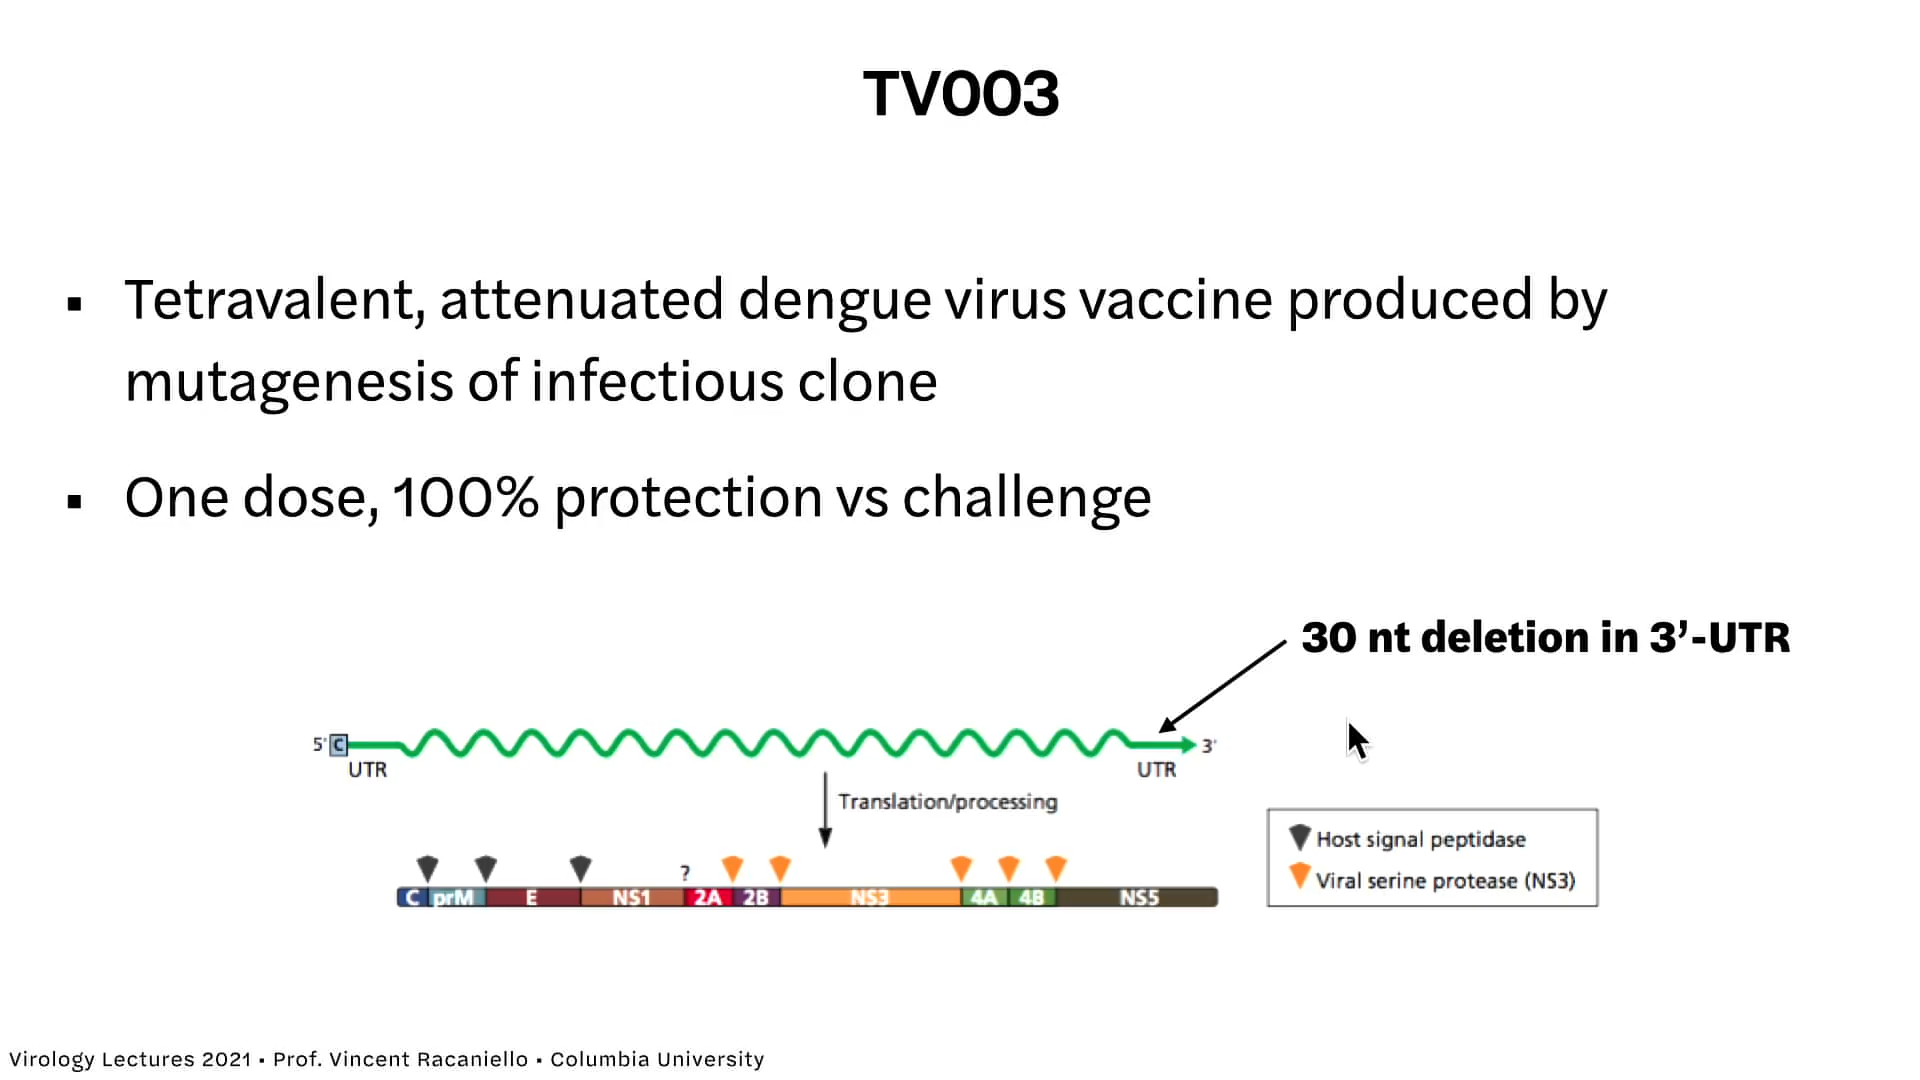 TV003
▪ Tetravalent, attenuated dengue virus vaccine produced by
mutagenesis of infectious clone
▪ One dose, 100% protection vs challenge
30 nt deletion in 3’-UTR
5' C 3'
UTR UTR
Translation/processing
Host signal peptidase
?
Viral serine protease (NS3)
C prM E NS1 2A 2B NS3 4A 4B NS5
Virology Lectures 2021 • Prof. Vincent Racaniello • Columbia University